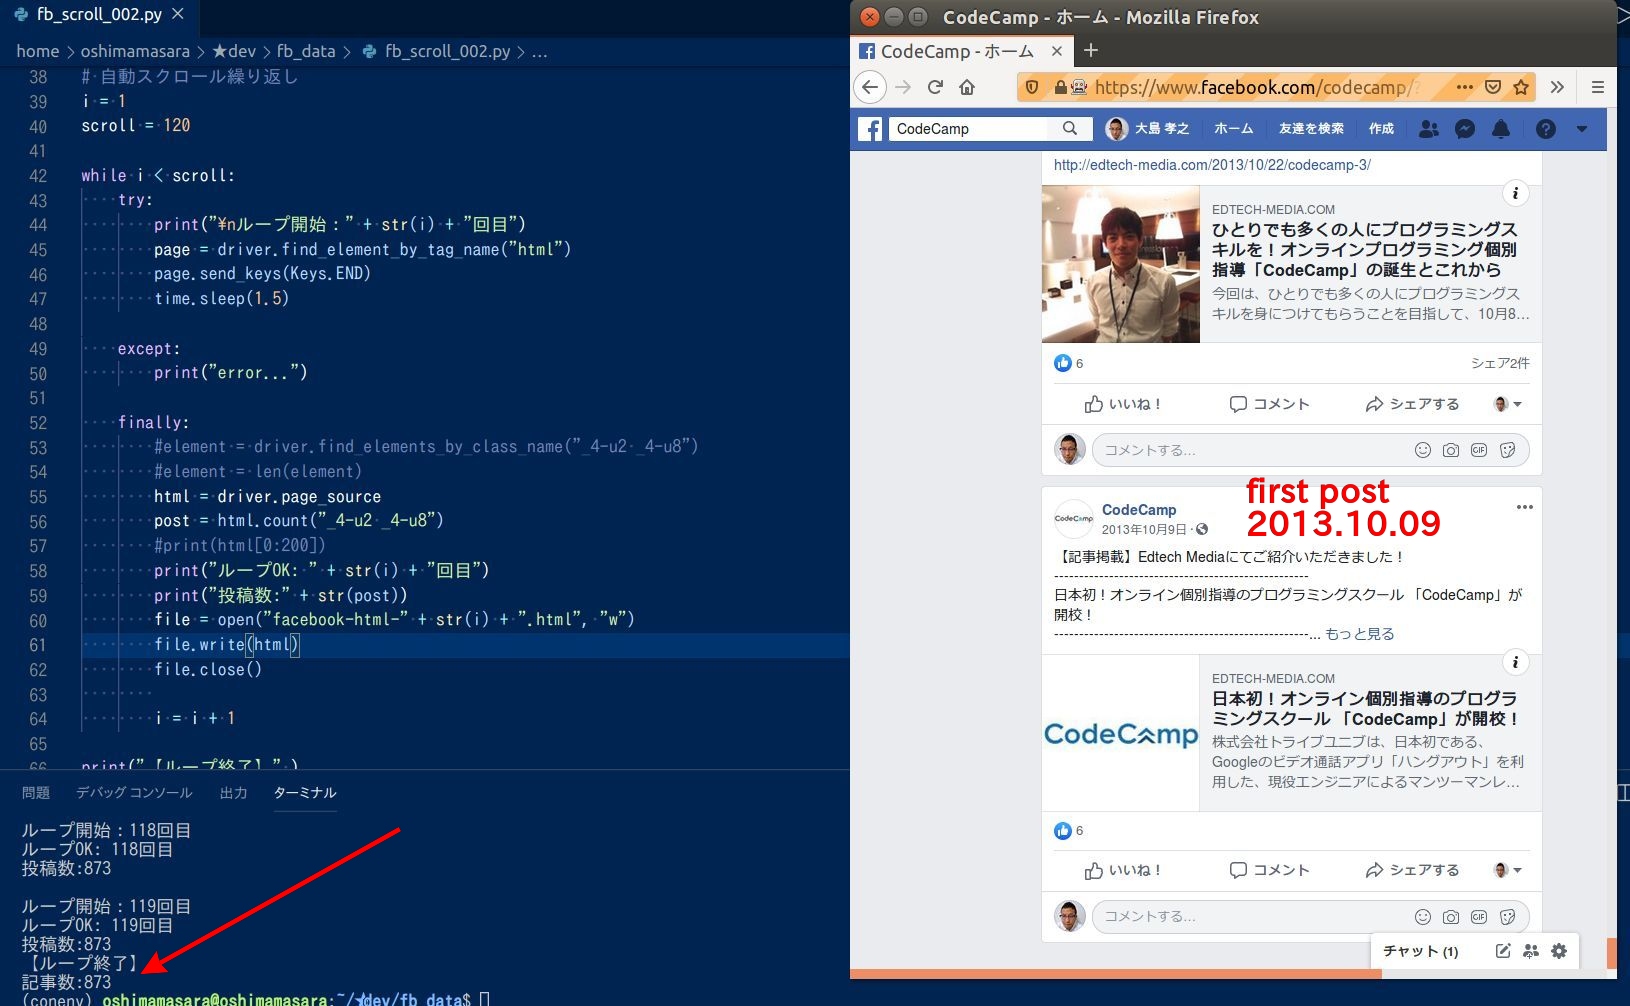 fb_scroll_002.py ×
home > oshimamasara > ★dev > fb_data > fb_scroll_002.py > ...
38 # 自動スクロール繰り返し
39 i = 1
40 scroll = 120
41
42 while i < scroll:
43 try:
44 print("¥nループ開始：" + str(i) + "回目")
45 page = driver.find_element_by_tag_name("html")
46 page.send_keys(Keys.END)
47 time.sleep(1.5)
48
49 except:
50 print("error...")
51
52 finally:
53 #element = driver.find_elements_by_class_name("_4-u2 _4-u8")
54 #element = len(element)
55 html = driver.page_source
56 post = html.count("_4-u2 _4-u8")
57 #print(html[0:200])
58 print("ループOK: " + str(i) + "回目")
59 print("投稿数:" + str(post))
60 file = open("facebook-html-" + str(i) + ".html", "w")
61 file.write(html)
62 file.close()
63
64 i = i + 1
65
66 print("【ループ終了】" )
問題 デバッグ コンソール 出力 ターミナル
ループ開始：118回目
ループOK: 118回目
投稿数:873
ループ開始：119回目
ループOK: 119回目
投稿数:873
【ループ終了】
記事数:873
(conenv) oshimamasara@oshimamasara:~/★dev/fb_data$
CodeCamp - ホーム - Mozilla Firefox
CodeCamp - ホーム ×
https://www.facebook.com/codecamp/?
CodeCamp
大島 孝之 ホーム 友達を検索 作成
http://edtech-media.com/2013/10/22/codecamp-3/
EDTECH-MEDIA.COM
ひとりでも多くの人にプログラミングス
キルを！オンラインプログラミング個別
指導「CodeCamp」の誕生とこれから
今回は、ひとりでも多くの人にプログラミングス
キルを身につけてもらうことを目指して、10月8...
6 シェア2件
いいね！ コメント シェアする
コメントする... GIF
first post
2013.10.09
CodeCamp
CodeCamp
2013年10月9日 ·
【記事掲載】Edtech Mediaにてご紹介いただきました！
---------------------------------------------------
日本初！オンライン個別指導のプログラミングスクール 「CodeCamp」が
開校！
---------------------------------------------------... もっと見る
CodeCamp
EDTECH-MEDIA.COM
日本初！オンライン個別指導のプログラ
ミングスクール 「CodeCamp」が開校！
株式会社トライブユニブは、日本初である、
Googleのビデオ通話アプリ「ハングアウト」を利
用した、現役エンジニアによるマンツーマンレ...
6
いいね！ コメント シェアする
コメントする... GIF
チャット (1)